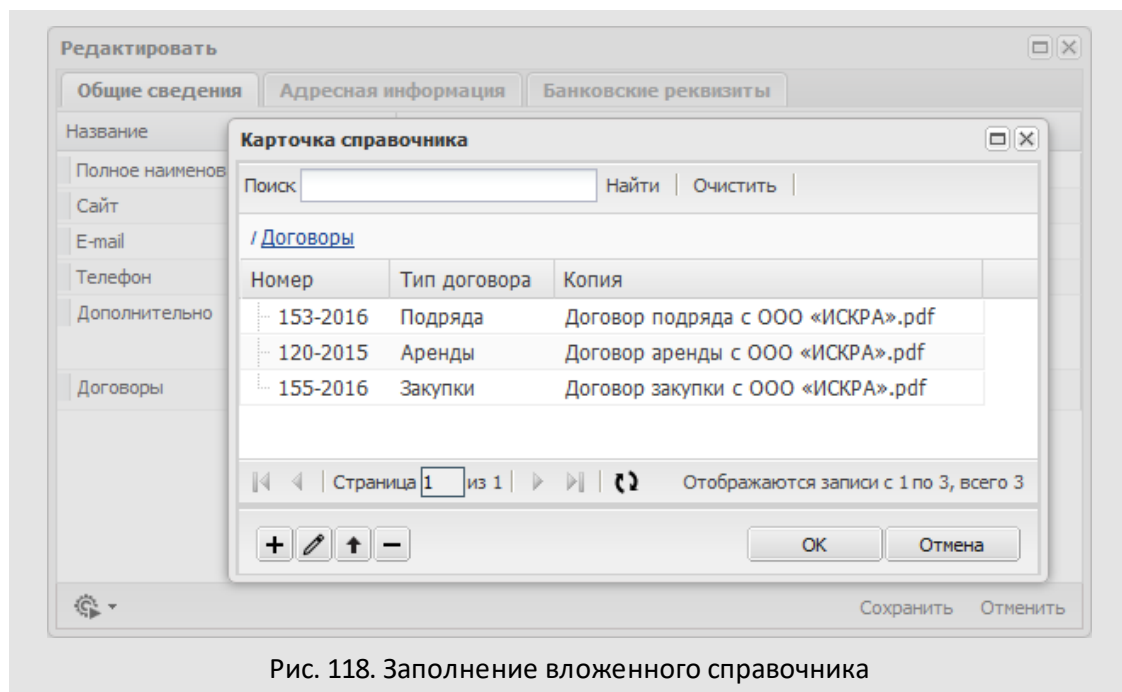 Редактировать
Общие сведения Адресная информация Банковские реквизиты
Название
Полное наименов
Сайт
E-mail
Телефон
Дополнительно
Договоры
Карточка справочника
Поиск Найти Очистить
/ Договоры
Номер Тип договора Копия
153-2016 Подряда Договор подряда с ООО «ИСКРА».pdf
120-2015 Аренды Договор аренды с ООО «ИСКРА».pdf
155-2016 Закупки Договор закупки с ООО «ИСКРА».pdf
Страница 1 из 1 Отображаются записи с 1 по 3, всего 3
ОК Отмена
Сохранить Отменить
Рис. 118. Заполнение вложенного справочника